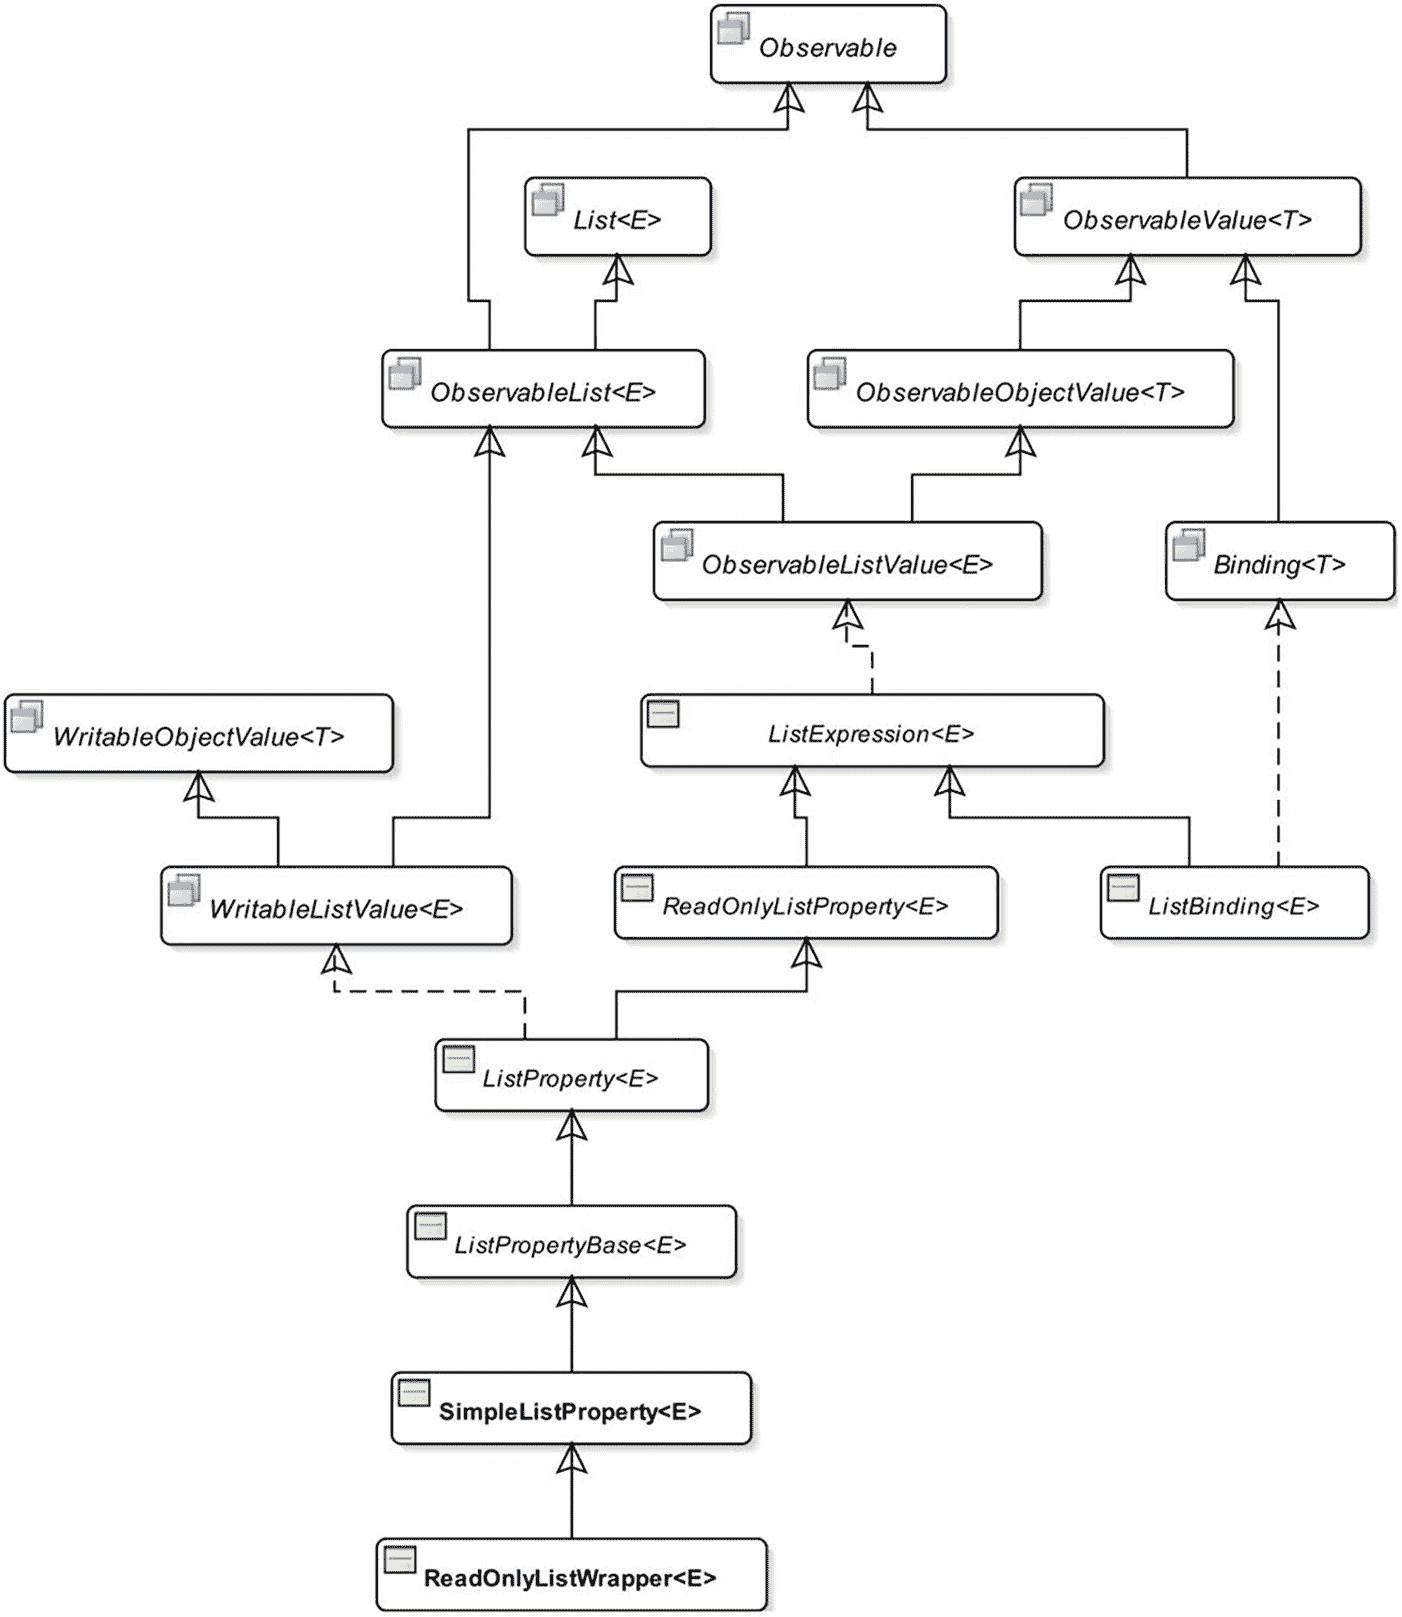 Observable
List<E>
ObservableValue<T>
ObservableList<E>
ObservableObjectValue<T>
ObservableListValue<E>
Binding<T>
WritableObjectValue<T>
ListExpression<E>
WritableListValue<E>
ReadOnlyListProperty<E>
ListBinding<E>
ListProperty<E>
ListPropertyBase<E>
SimpleListProperty<E>
ReadOnlyListWrapper<E>